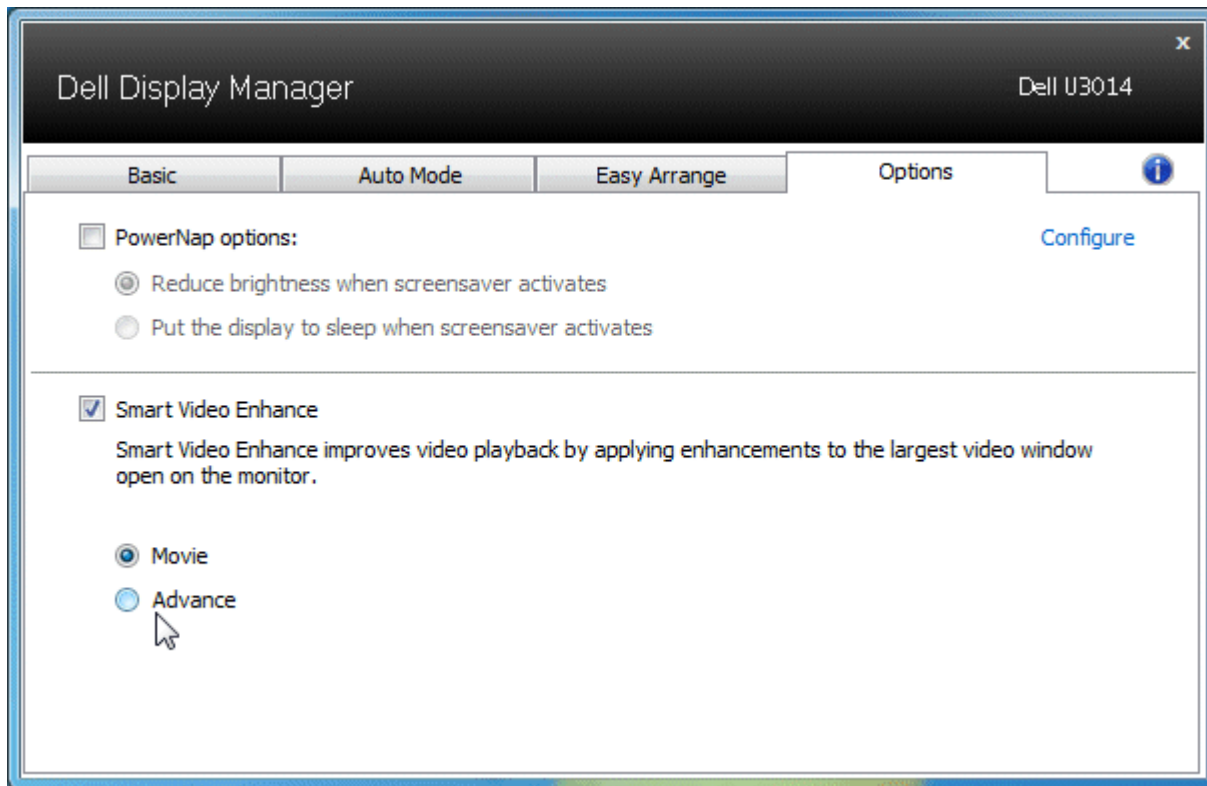 x
Dell Display Manager
Dell U3014
Basic
Auto Mode
Easy Arrange
Options
i
PowerNap options:
Configure
Reduce brightness when screensaver activates
Put the display to sleep when screensaver activates
Smart Video Enhance
Smart Video Enhance improves video playback by applying enhancements to the largest video window
open on the monitor.
Movie
Advance